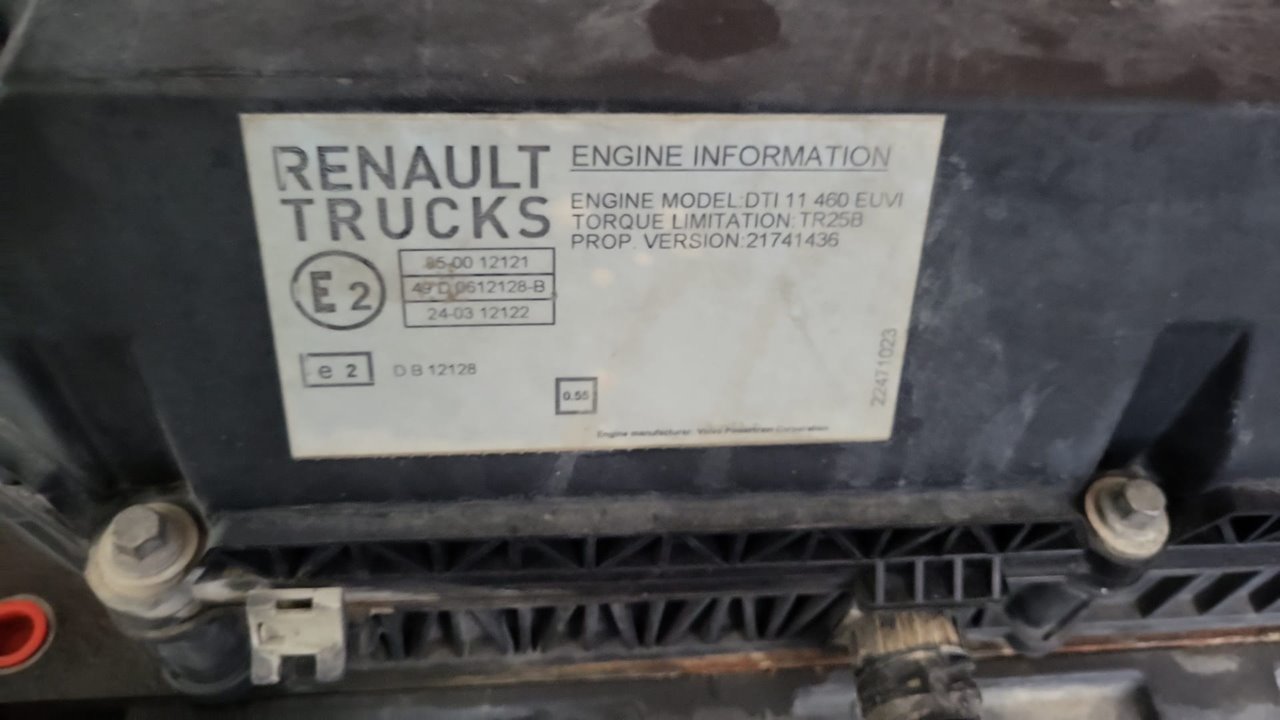 RENAULT
TRUCKS
ENGINE INFORMATION
ENGINE MODEL:DTI 11 460 EUVI
TORQUE LIMITATION:TR25B
PROP. VERSION:21741436
E2
85-00 12121
49 D 0612128-B
24-03 12122
e 2
D B 12128
0.55
22471023
Engine manufacturer: Volvo Powertrain Corporation